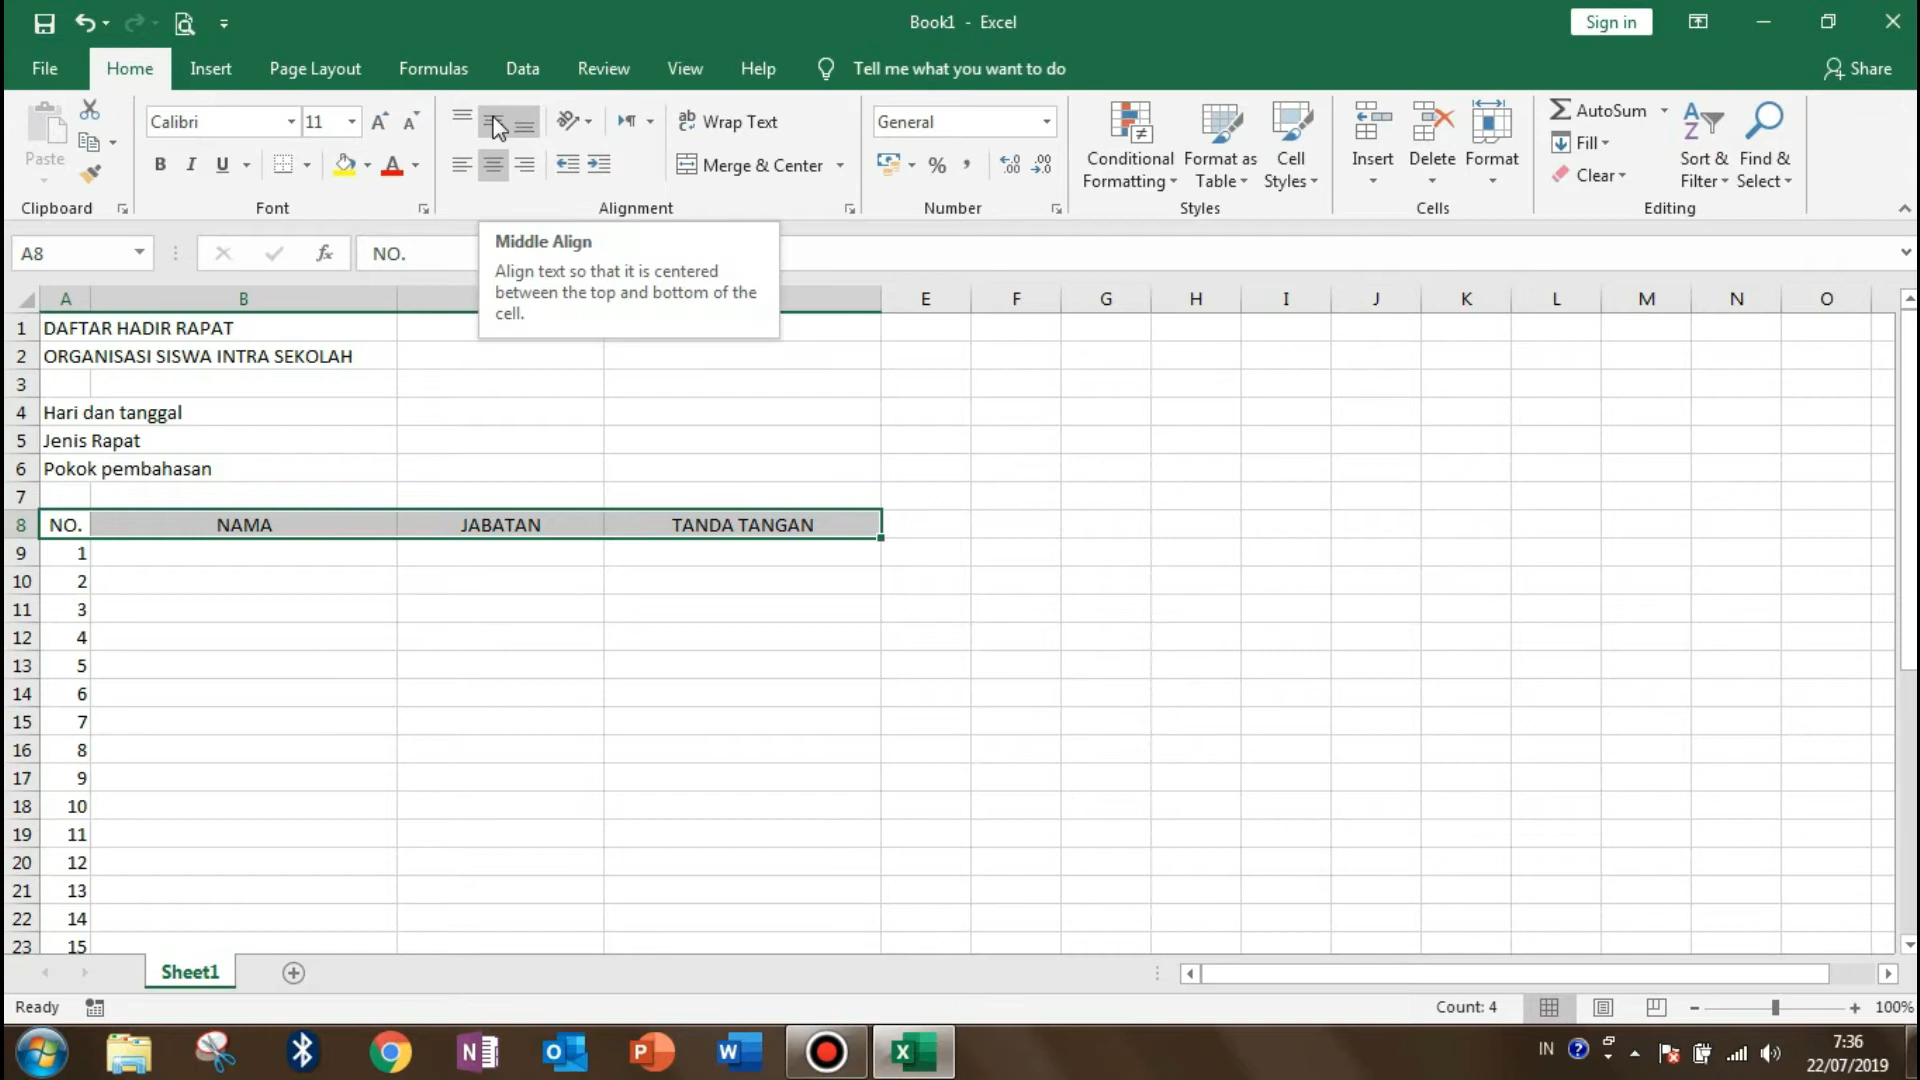 Book1 - Excel
Sign in
File Home Insert Page Layout Formulas Data Review View Help Tell me what you want to do Share
Paste
Calibri 11
B I U A
Wrap Text
Merge & Center
General
%
Conditional Formatting
Format as Table
Cell Styles
Insert Delete Format
AutoSum
Fill
Clear
Sort & Filter
Find & Select
Clipboard Font Alignment Number Styles Cells Editing
A8 fx NO.
Middle Align
Align text so that it is centered
between the top and bottom of the
cell.
A B E F G H I J K L M N O
1 DAFTAR HADIR RAPAT
2 ORGANISASI SISWA INTRA SEKOLAH
3
4 Hari dan tanggal
5 Jenis Rapat
6 Pokok pembahasan
7
8 NO. NAMA JABATAN TANDA TANGAN
9 1
10 2
11 3
12 4
13 5
14 6
15 7
16 8
17 9
18 10
19 11
20 12
21 13
22 14
23 15
Sheet1
Ready Count: 4 100%
IN 7:36
22/07/2019